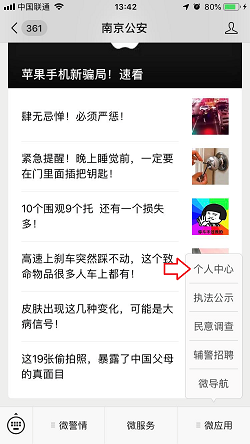 中国联通
13:42
361
南京公安
苹果手机新骗局！速看
肆无忌惮！必须严惩！
紧急提醒！晚上睡觉前，一定要
在门里面插把钥匙！
10个围观9个托 还有一个损失
多！
高速上刹车突然踩不动，这个致
命物品很多人车上都有！
皮肤出现这几种变化，可能是大
病信号！
这19张偷拍照，暴露了中国父母
的真面目
个人中心
执法公示
民意调查
辅警招聘
微导航
微警情
微服务
微应用